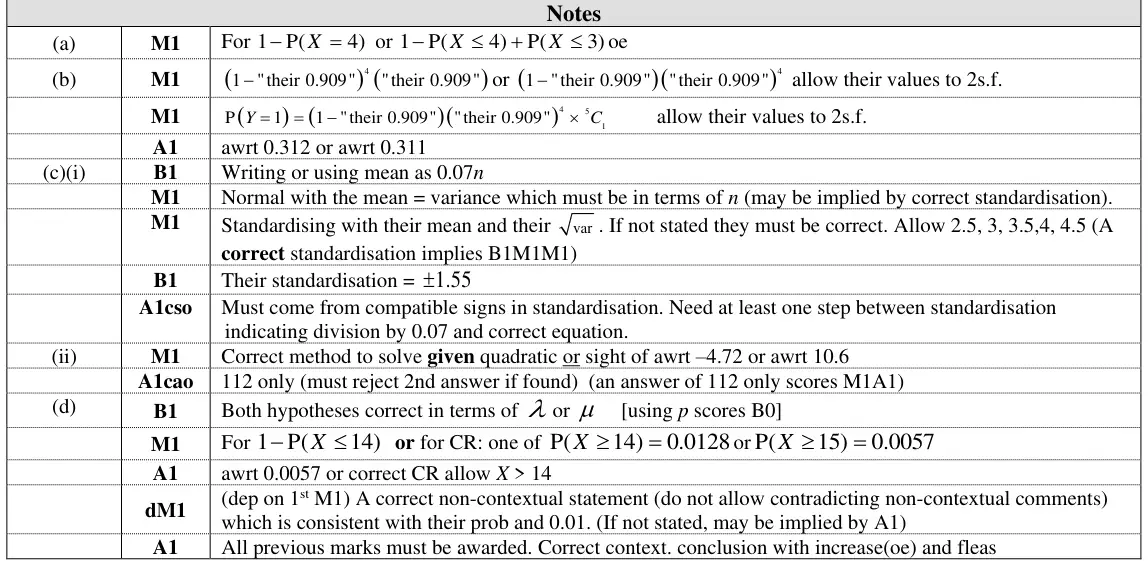 Notes
(a) M1 For 1 − P(X = 4) or 1 − P(X ≤ 4) + P(X ≤ 3) oe
(b) M1 (1 − "their 0.909")⁴ ("their 0.909") or (1 − "their 0.909")("their 0.909")⁴ allow their values to 2s.f.
M1 P(Y = 1) = (1 − "their 0.909")("their 0.909")⁴ × ⁵C₁ allow their values to 2s.f.
A1 awrt 0.312 or awrt 0.311
(c)(i) B1 Writing or using mean as 0.07n
M1 Normal with the mean = variance which must be in terms of n (may be implied by correct standardisation).
M1 Standardising with their mean and their √var . If not stated they must be correct. Allow 2.5, 3, 3.5,4, 4.5 (A
correct standardisation implies B1M1M1)
B1 Their standardisation = ±1.55
A1cso Must come from compatible signs in standardisation. Need at least one step between standardisation
indicating division by 0.07 and correct equation.
(ii) M1 Correct method to solve given quadratic or sight of awrt –4.72 or awrt 10.6
A1cao 112 only (must reject 2nd answer if found) (an answer of 112 only scores M1A1)
(d) B1 Both hypotheses correct in terms of λ or μ [using p scores B0]
M1 For 1 − P(X ≤ 14) or for CR: one of P(X ≥ 14) = 0.0128 or P(X ≥ 15) = 0.0057
A1 awrt 0.0057 or correct CR allow X > 14
dM1 (dep on 1st M1) A correct non-contextual statement (do not allow contradicting non-contextual comments)
which is consistent with their prob and 0.01. (If not stated, may be implied by A1)
A1 All previous marks must be awarded. Correct context. conclusion with increase(oe) and fleas